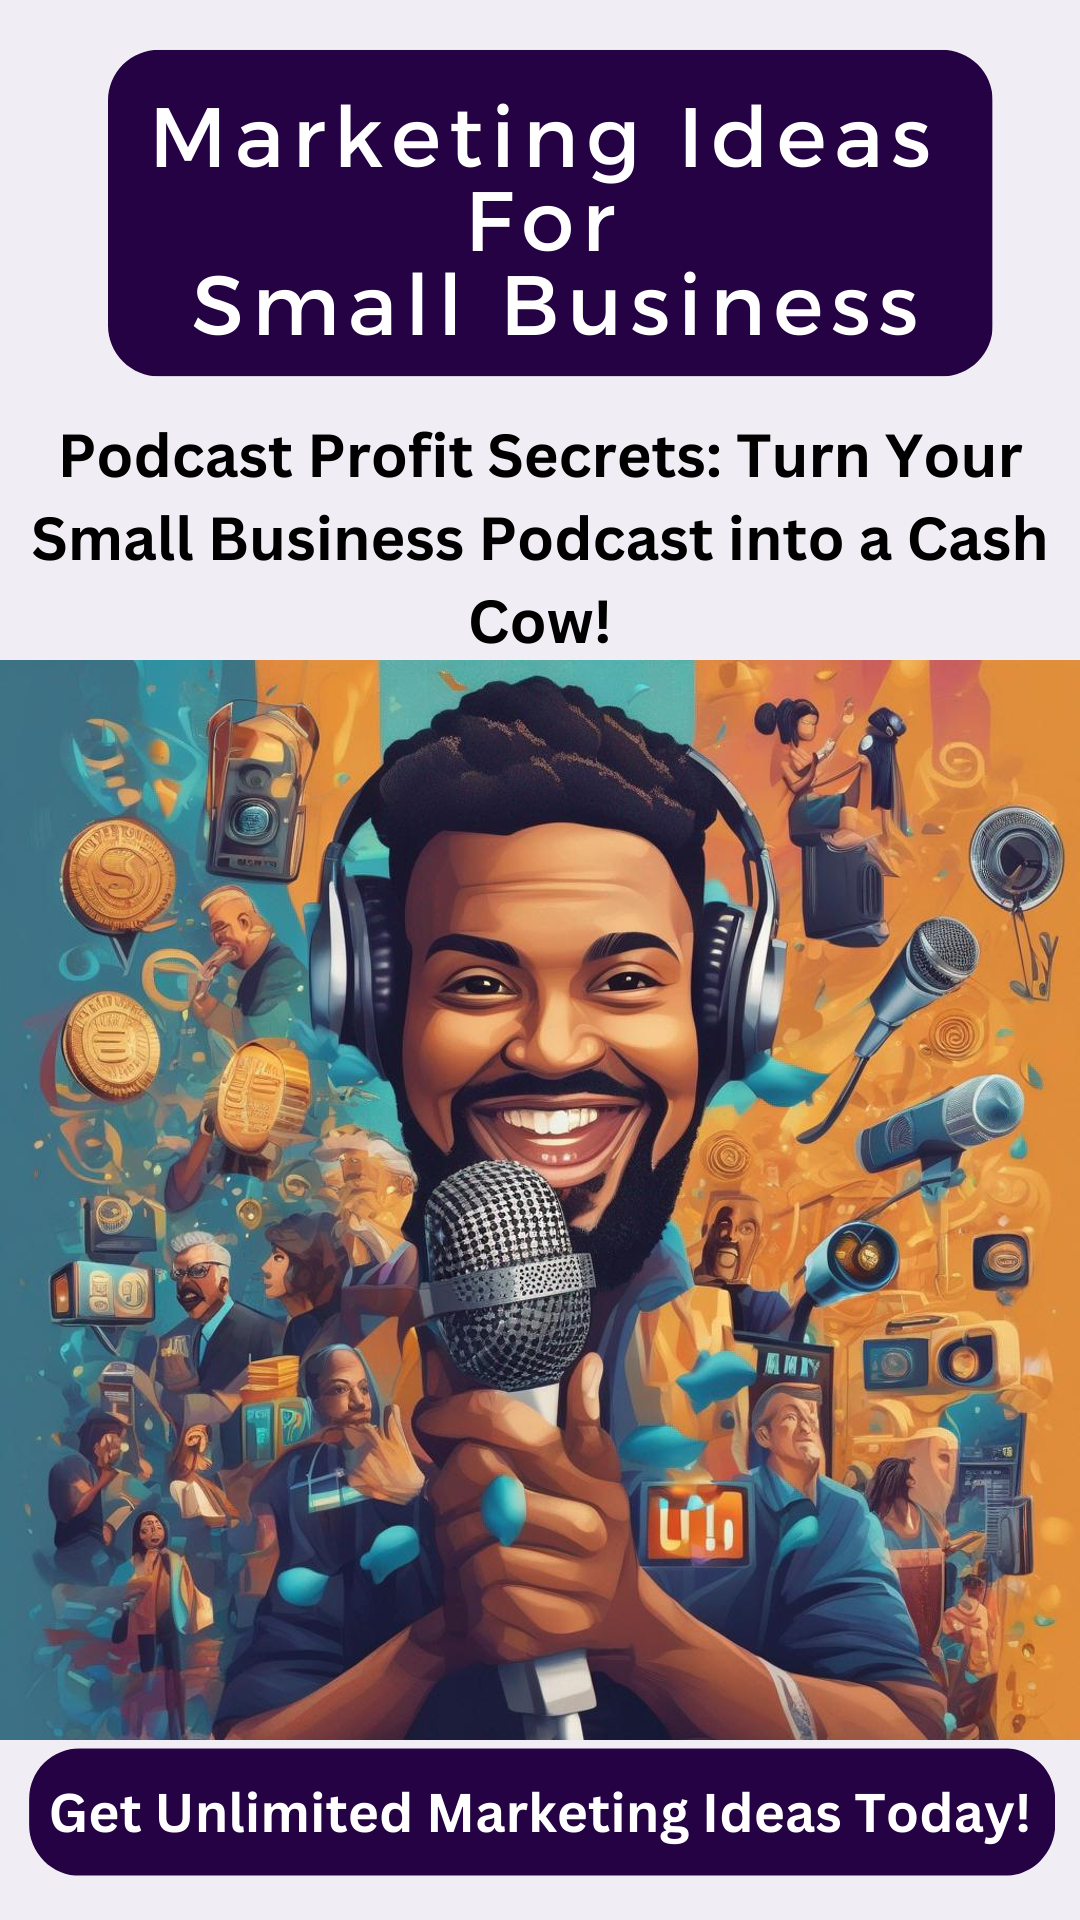 Marketing Ideas
For
Small Business
Podcast Profit Secrets: Turn Your
Small Business Podcast into a Cash
Cow!
Get Unlimited Marketing Ideas Today!